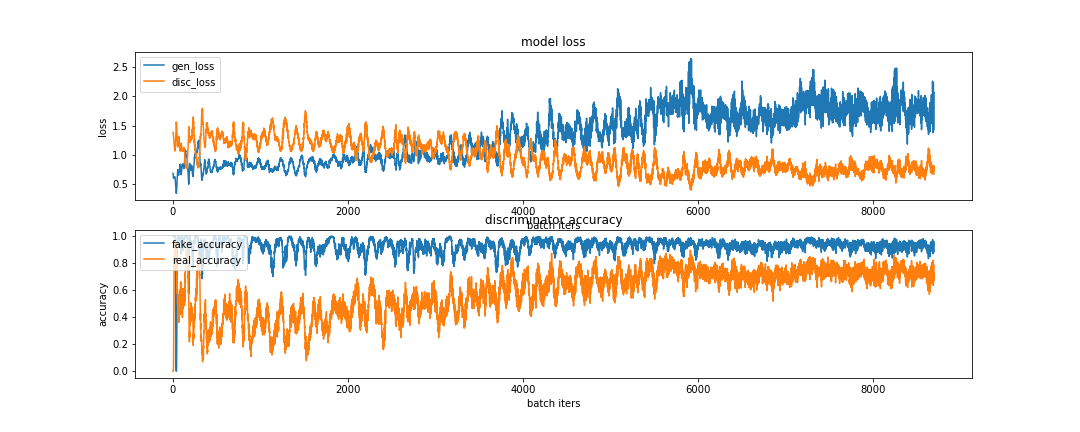 model loss
gen_loss
disc_loss
2.5
2.0
1.5
1.0
0.5
loss
0
2000
4000
6000
8000
batch iters
discriminator accuracy
fake_accuracy
real_accuracy
1.0
0.8
0.6
0.4
0.2
0.0
accuracy
0
2000
4000
6000
8000
batch iters